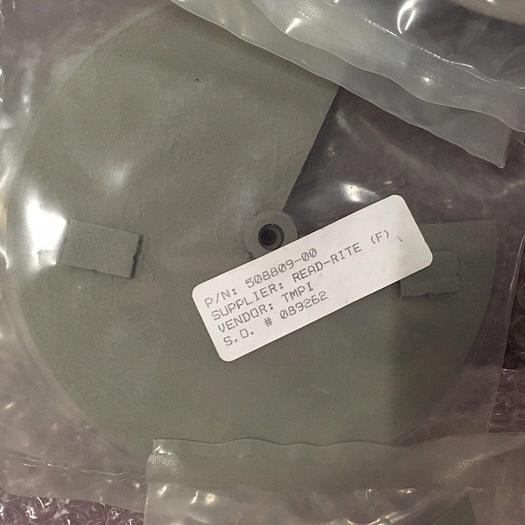 P/N: 508809-00
SUPPLIER: READ-RITE (F)
VENDOR: TMPI
S.O. # 089262